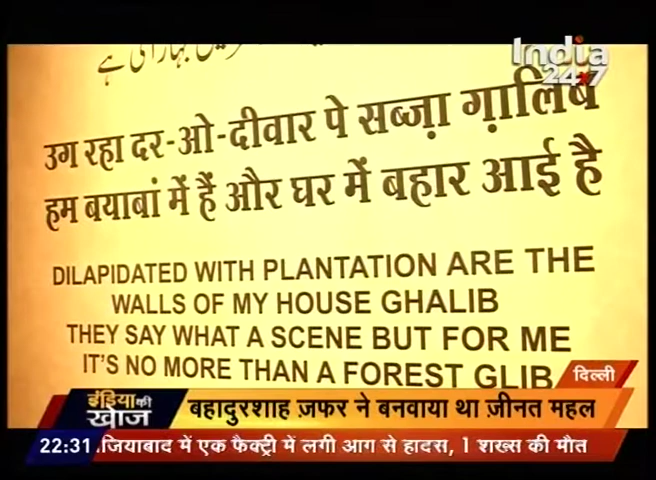 India
24x7
उग रहा दर-ओ-दीवार पे सब्ज़ा ग़ालिब
हम बयाबां में हैं और घर में बहार आई है
DILAPIDATED WITH PLANTATION ARE THE
WALLS OF MY HOUSE GHALIB
THEY SAY WHAT A SCENE BUT FOR ME
IT'S NO MORE THAN A FOREST GLIB
दिल्ली
इंडिया की
खोज
बहादुरशाह ज़फर ने बनवाया था ज़ीनत महल
22:31 .जियाबाद में एक फैक्ट्री में लगी आग से हादस, 1 शख्स की मौत